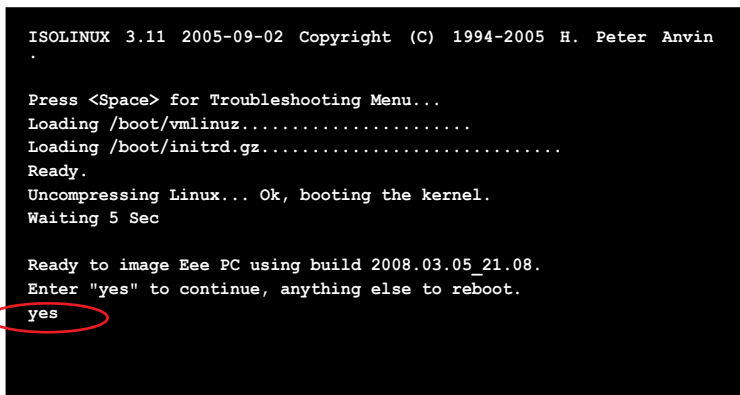 ISOLINUX 3.11 2005-09-02 Copyright (C) 1994-2005 H. Peter Anvin
.
Press <Space> for Troubleshooting Menu...
Loading /boot/vmlinuz.......................
Loading /boot/initrd.gz..............................
Ready.
Uncompressing Linux... Ok, booting the kernel.
Waiting 5 Sec
Ready to image Eee PC using build 2008.03.05_21.08.
Enter "yes" to continue, anything else to reboot.
yes